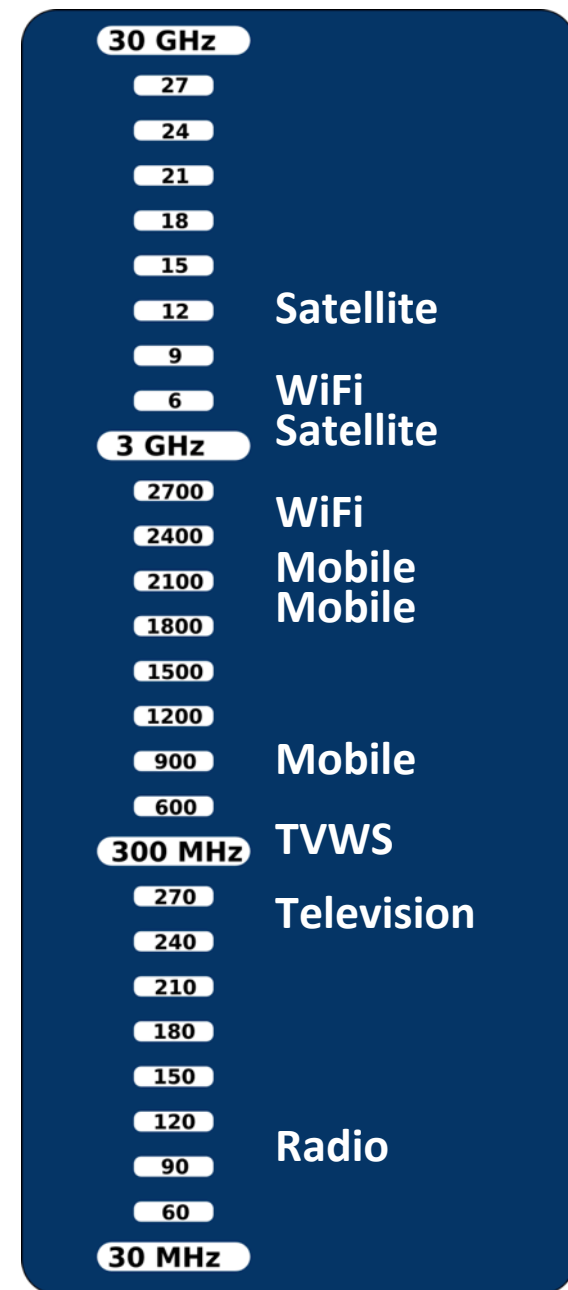 30 GHz
27
24
21
18
15
12 Satellite
9
6 WiFi
3 GHz Satellite
2700 WiFi
2400
2100 Mobile
1800 Mobile
1500
1200
900 Mobile
600
300 MHz TVWS
270 Television
240
210
180
150
120
90 Radio
60
30 MHz